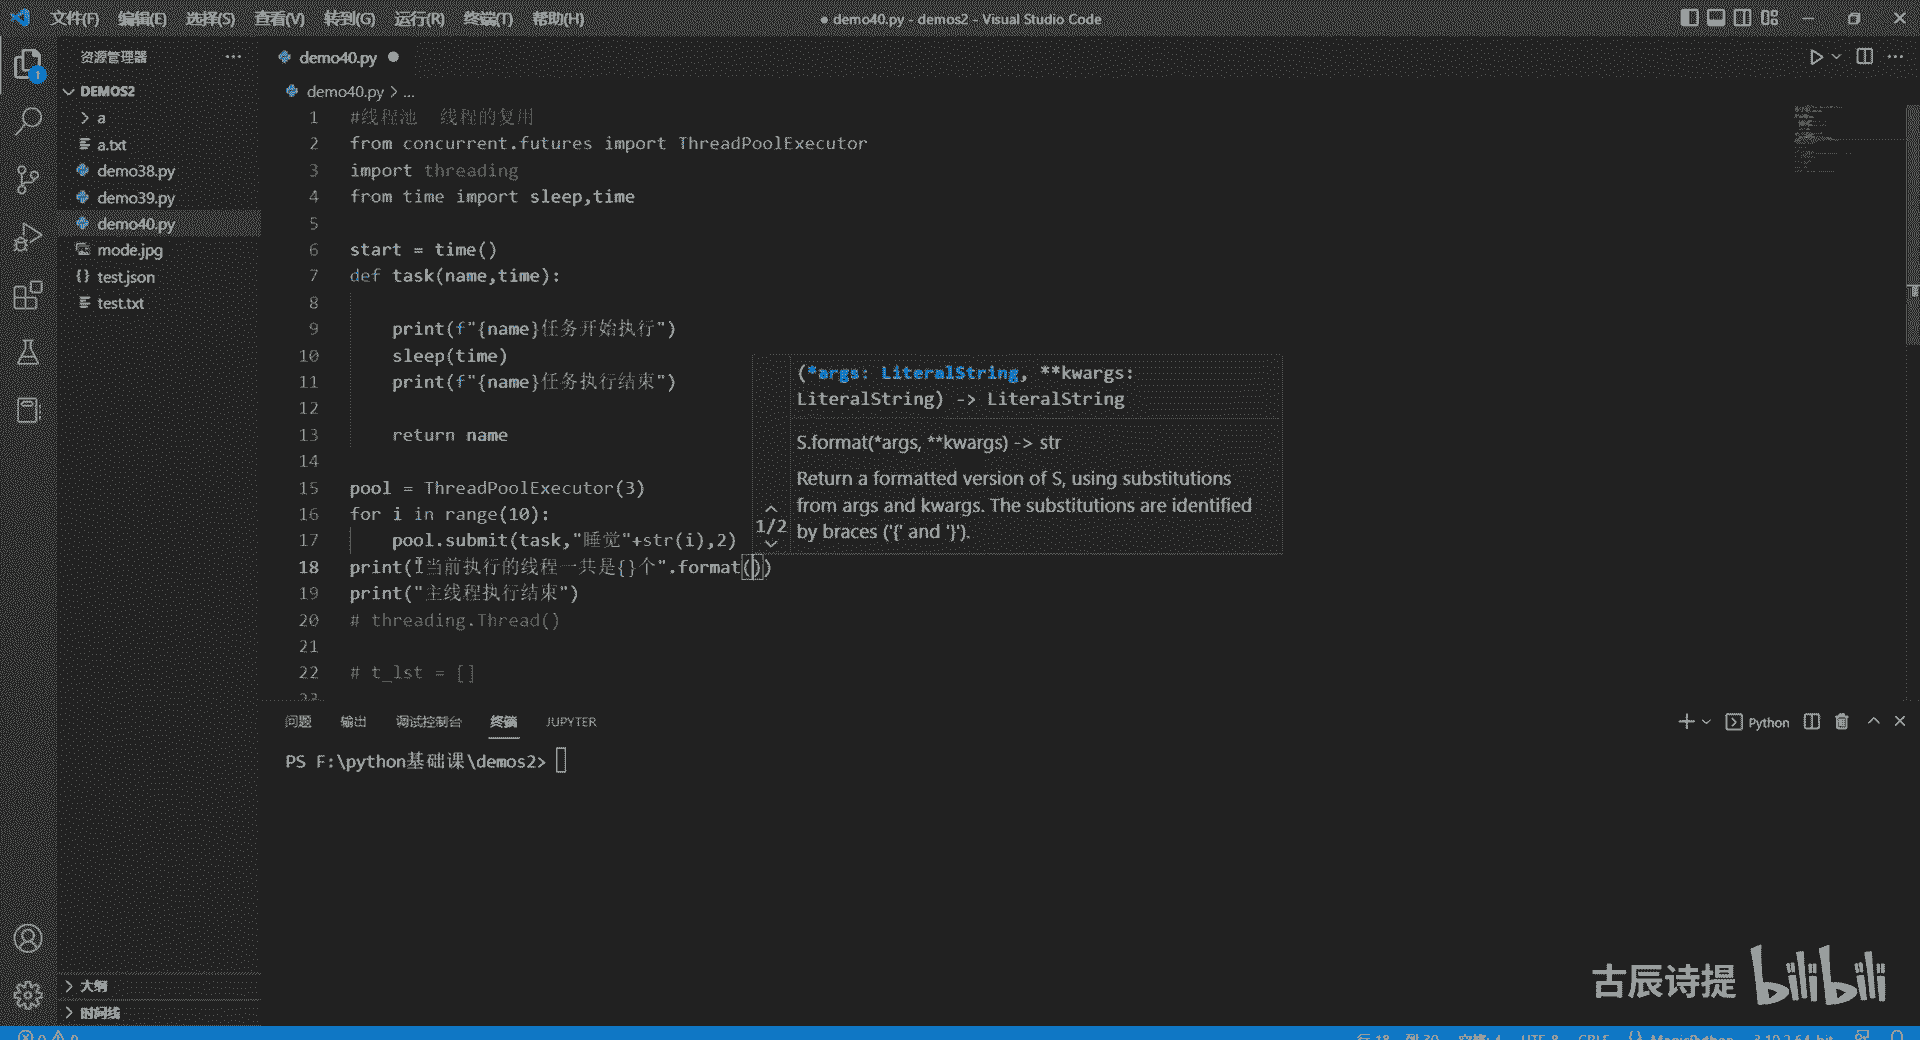 文件(F) 编辑(E) 选择(S) 查看(V) 转到(G) 运行(R) 终端(T) 帮助(H)
● demo40.py - demos2 - Visual Studio Code
资源管理器
1
DEMOS2
a
a.txt
demo38.py
demo39.py
demo40.py
mode.jpg
test.json
test.txt
大纲
时间线
demo40.py
demo40.py > ...
1 #线程池 线程的复用
2 from concurrent.futures import ThreadPoolExecutor
3 import threading
4 from time import sleep,time
5
6 start = time()
7 def task(name,time):
8
9 print(f"{name}任务开始执行")
10 sleep(time)
11 print(f"{name}任务执行结束")
12
13 return name
14
15 pool = ThreadPoolExecutor(3)
16 for i in range(10):
17 pool.submit(task,"睡觉"+str(i),2)
18 print("当前执行的线程一共是{}个".format())
19 print("主线程执行结束")
20 # threading.Thread()
21
22 # t_lst = []
23
(*args: LiteralString, **kwargs:
LiteralString) -> LiteralString
S.format(*args, **kwargs) -> str
Return a formatted version of S, using substitutions
from args and kwargs. The substitutions are identified
by braces ('{' and '}').
1/2
问题 输出 调试控制台 终端 JUPYTER
Python
PS F:\python基础课\demos2>
古辰诗提 bilibili